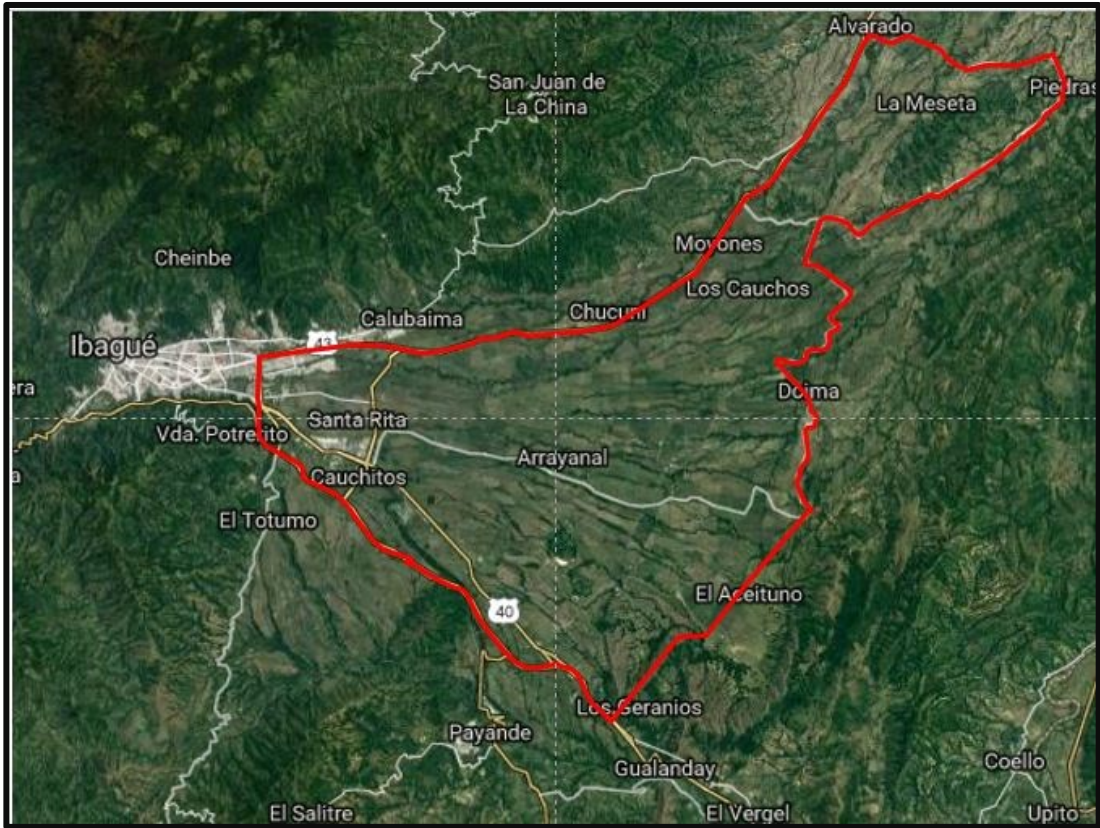 Alvarado
San Juan de
La China
La Meseta
Piedras
Moyones
Cheinbe
Los Cauchos
Chucuní
Calubaima
43
Ibagué
era
Doima
Santa Rita
Vda. Potrerito
Arrayanal
a
Cauchitos
El Totumo
El Aceituno
40
Los Geranios
Payande
Gualanday
Coello
El Salitre
El Vergel
Upito